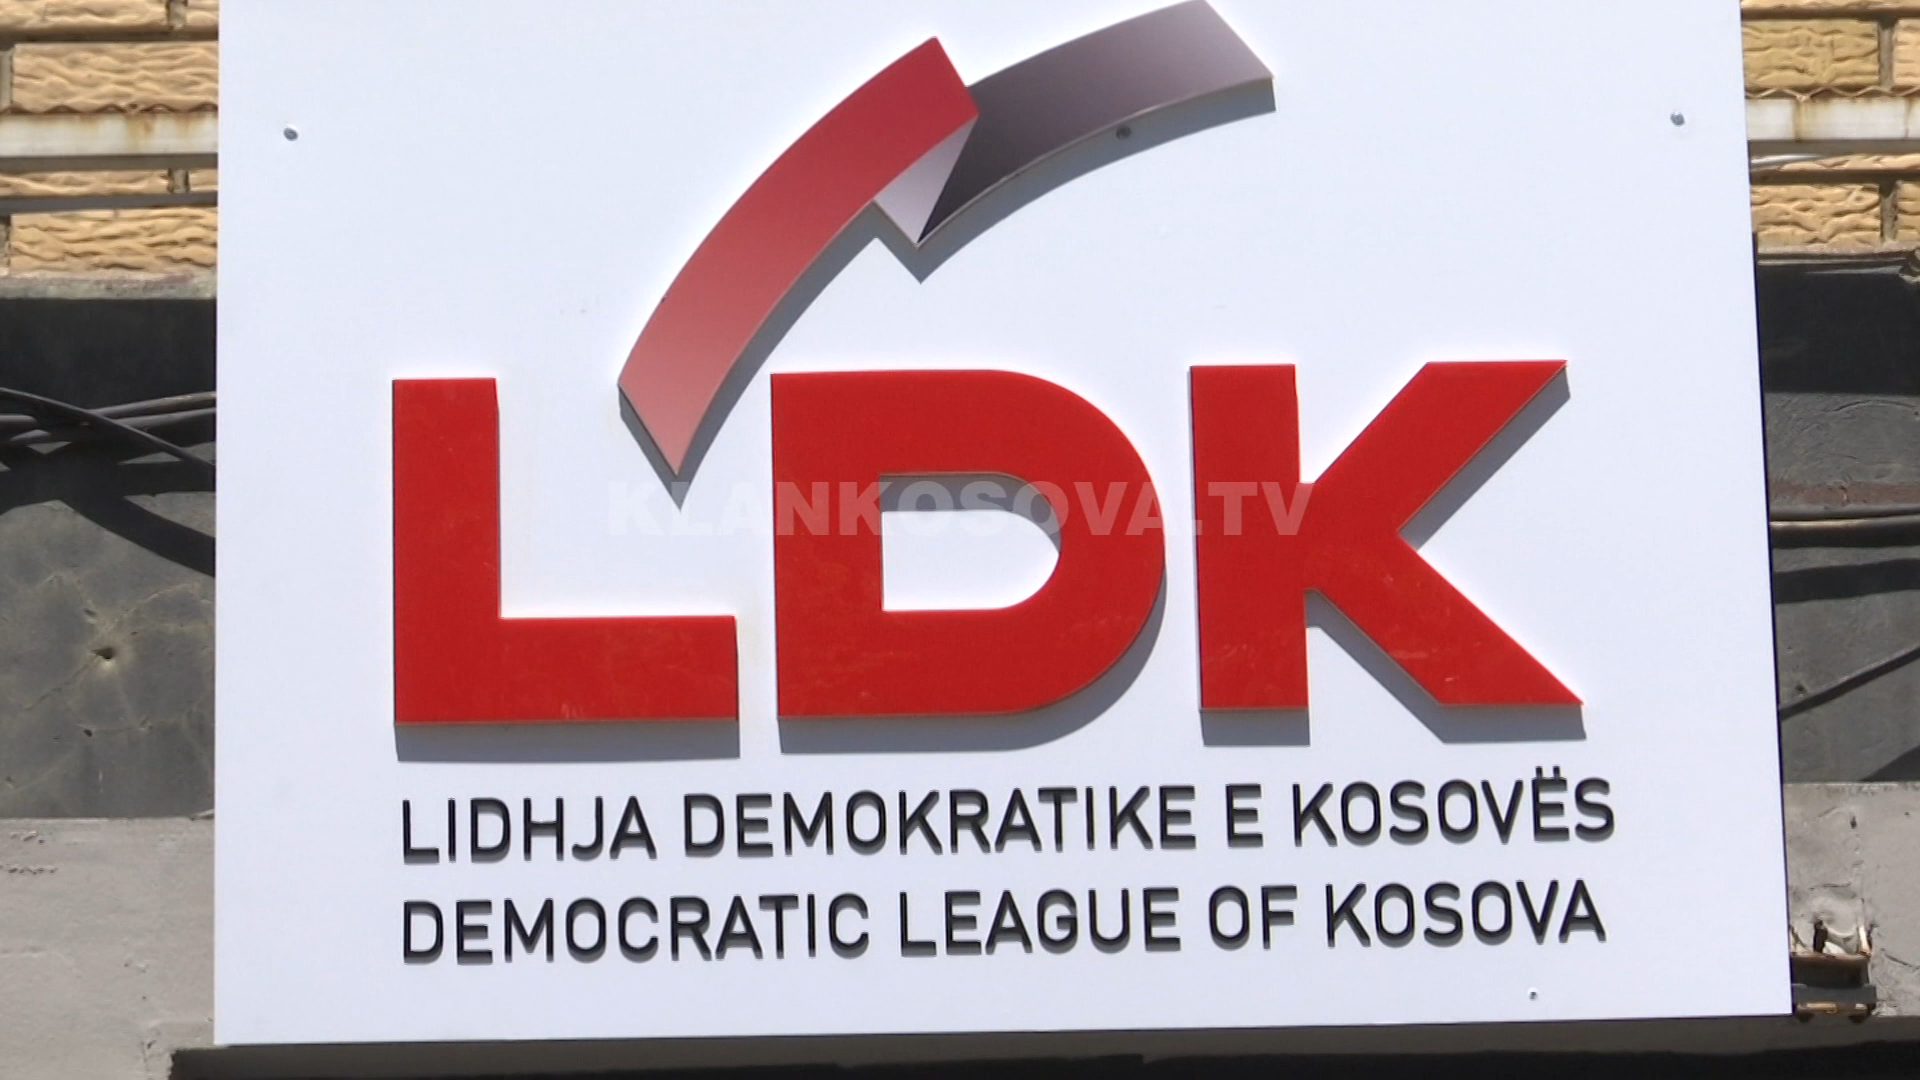 LDK
KLANKOSOVA.TV
LIDHJA DEMOKRATIKE E KOSOVËS
DEMOCRATIC LEAGUE OF KOSOVA